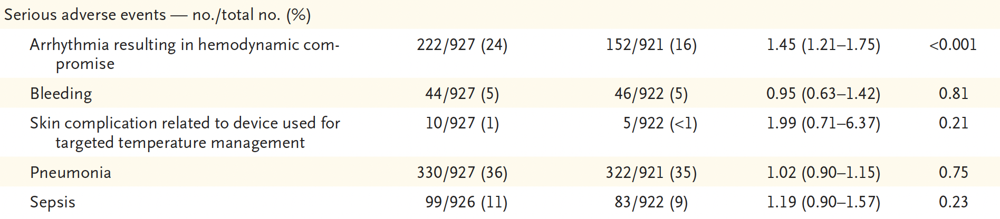 Serious adverse events — no./total no. (%)
Arrhythmia resulting in hemodynamic com- 222/927 (24) 152/921 (16) 1.45 (1.21–1.75) <0.001
promise
Bleeding 44/927 (5) 46/922 (5) 0.95 (0.63–1.42) 0.81
Skin complication related to device used for 10/927 (1) 5/922 (<1) 1.99 (0.71–6.37) 0.21
targeted temperature management
Pneumonia 330/927 (36) 322/921 (35) 1.02 (0.90–1.15) 0.75
Sepsis 99/926 (11) 83/922 (9) 1.19 (0.90–1.57) 0.23